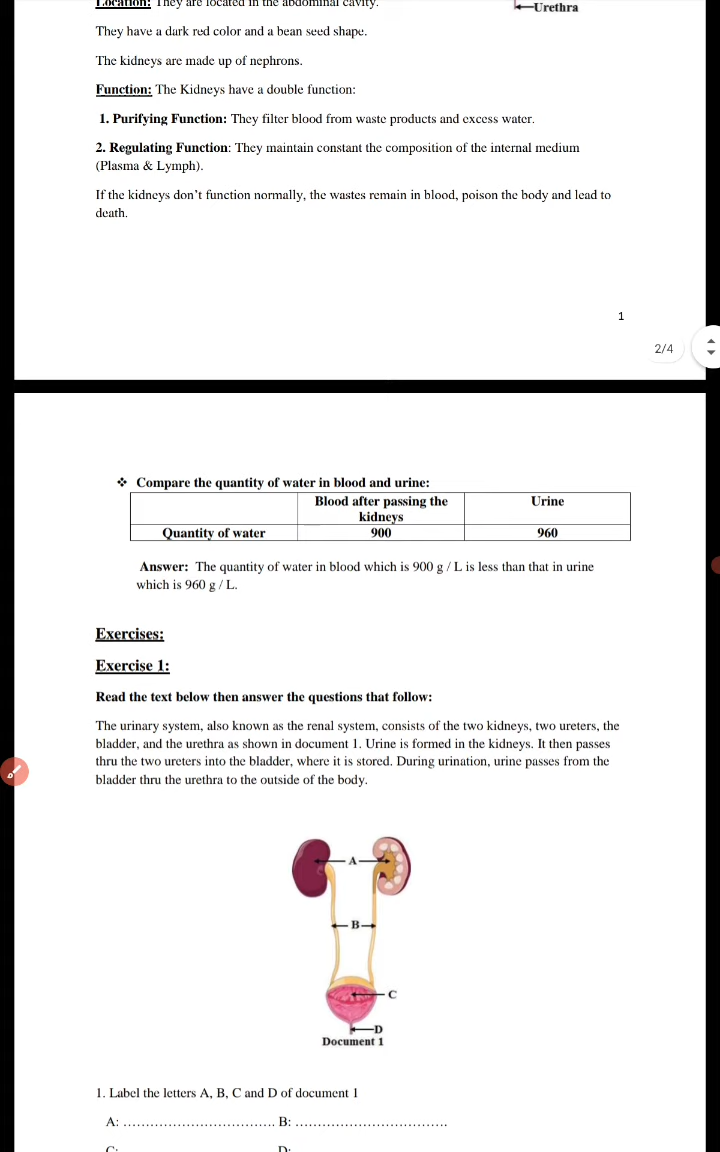 Location: They are located in the abdominal cavity.
Urethra
They have a dark red color and a bean seed shape.
The kidneys are made up of nephrons.
Function: The Kidneys have a double function:
1. Purifying Function: They filter blood from waste products and excess water.
2. Regulating Function: They maintain constant the composition of the internal medium
(Plasma & Lymph).
If the kidneys don't function normally, the wastes remain in blood, poison the body and lead to
death.
1
2/4
❖ Compare the quantity of water in blood and urine:
Blood after passing the
kidneys
Urine
Quantity of water 900 960
Answer: The quantity of water in blood which is 900 g / L is less than that in urine
which is 960 g / L.
Exercises:
Exercise 1:
Read the text below then answer the questions that follow:
The urinary system, also known as the renal system, consists of the two kidneys, two ureters, the
bladder, and the urethra as shown in document 1. Urine is formed in the kidneys. It then passes
thru the two ureters into the bladder, where it is stored. During urination, urine passes from the
bladder thru the urethra to the outside of the body.
A
B
C
D
Document 1
1. Label the letters A, B, C and D of document 1
A: .................................. B: ..................................
C: D: